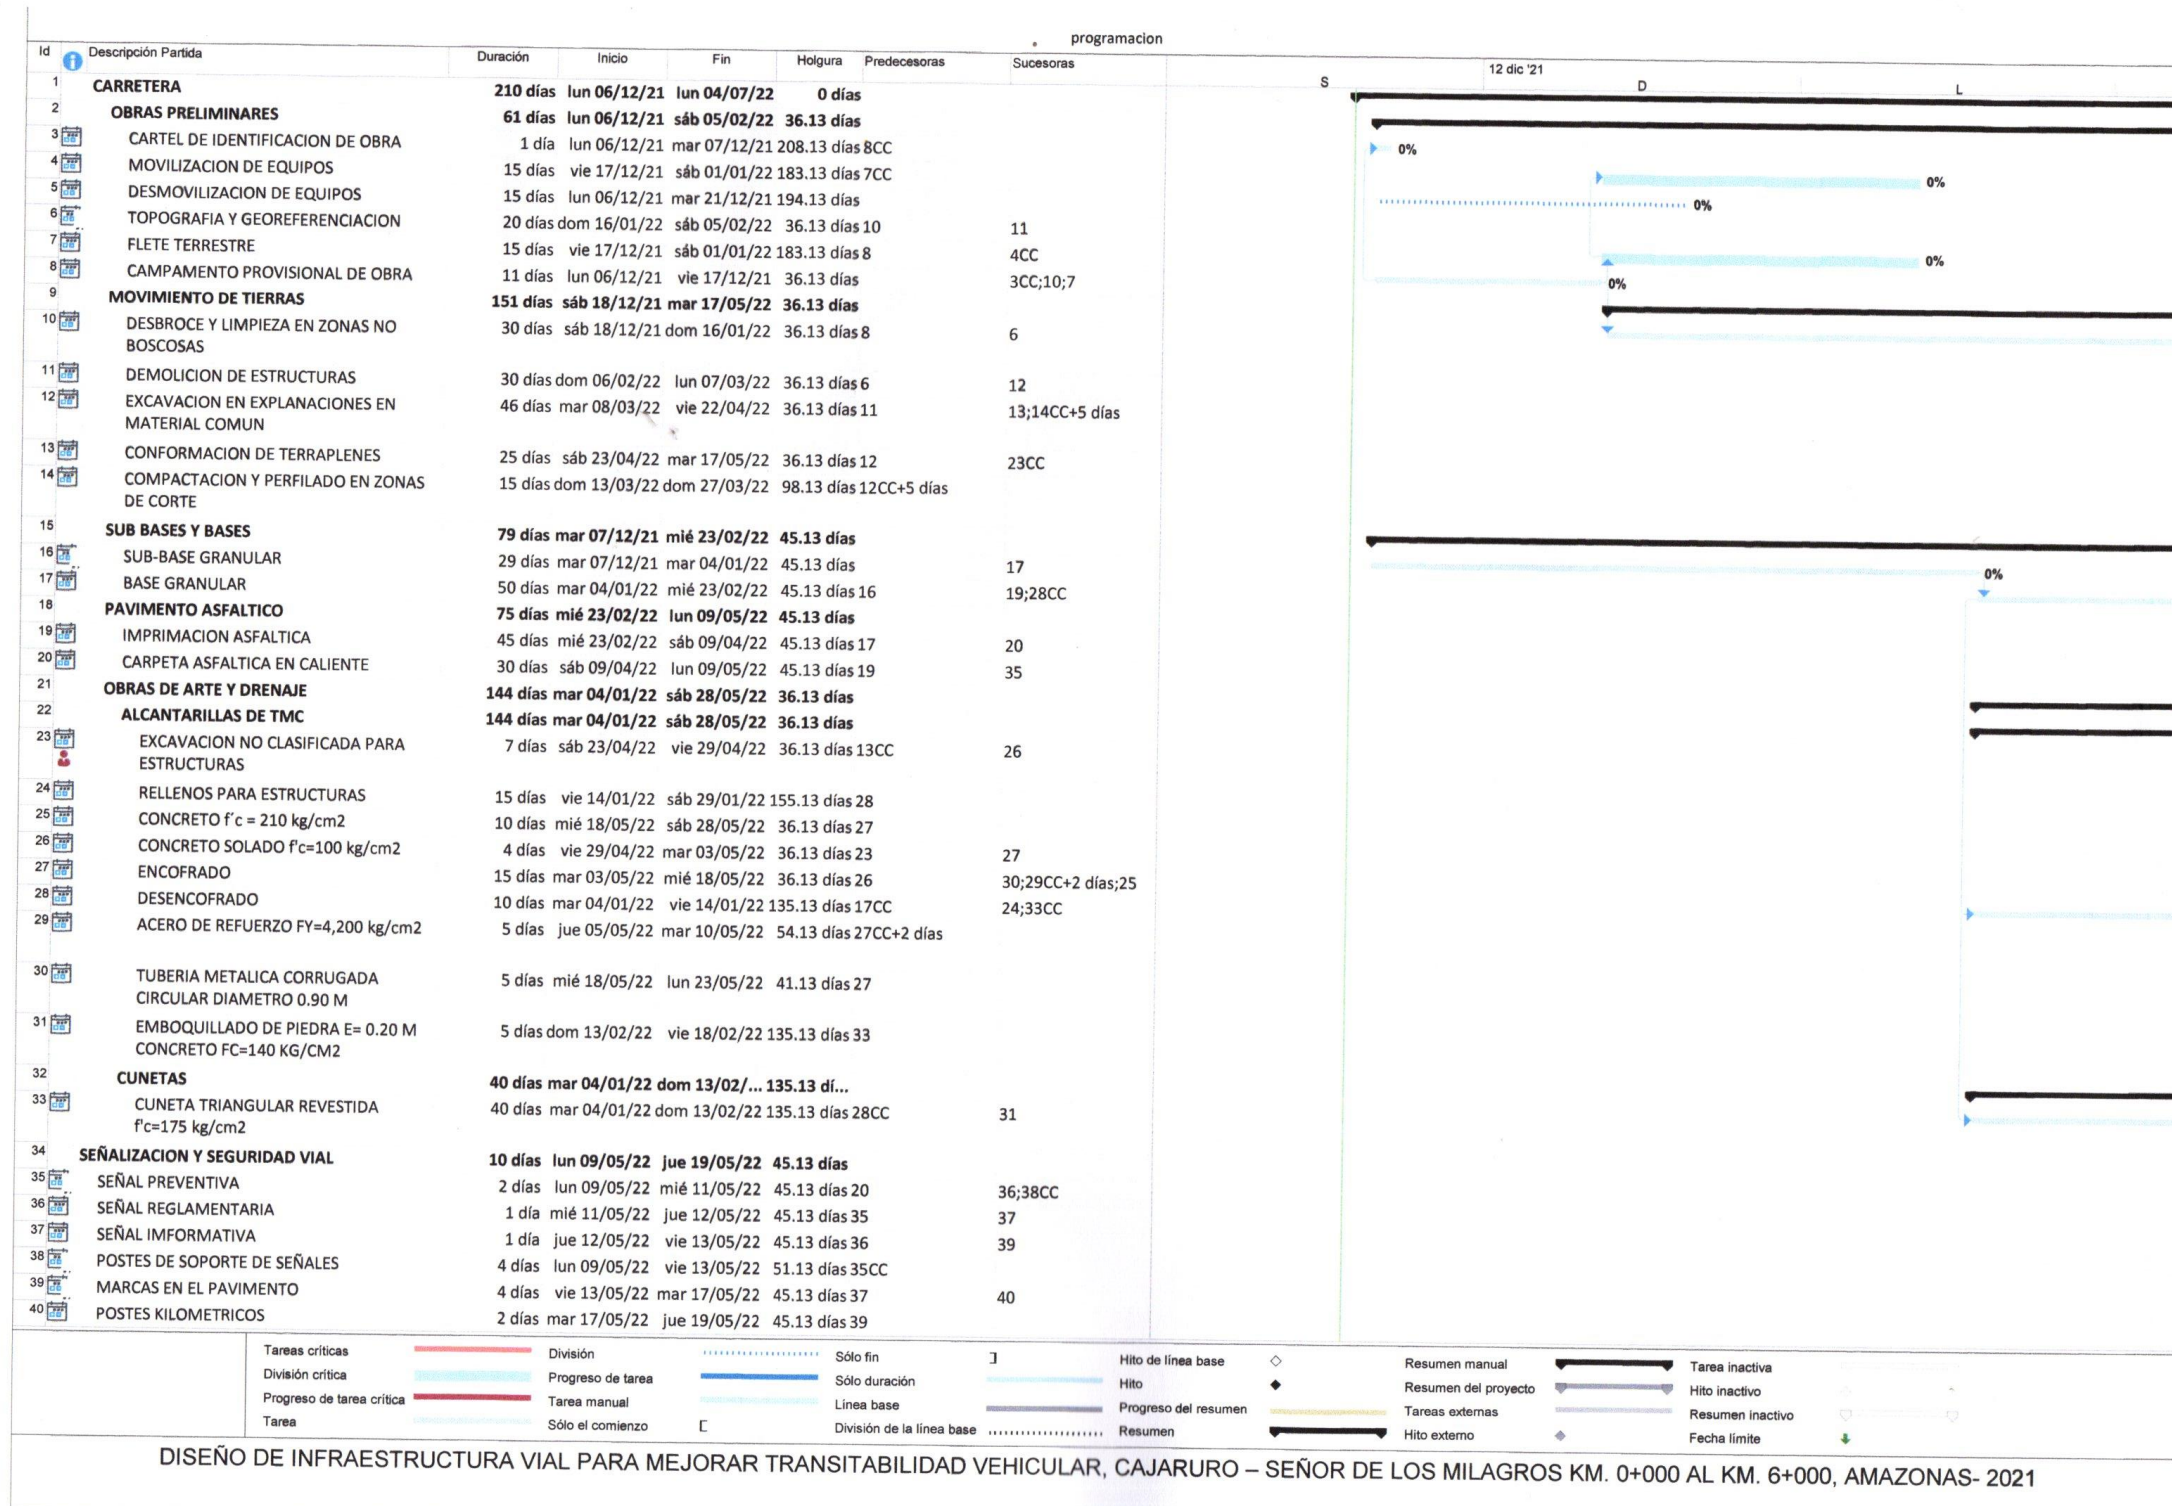 programacion
Id Descripción Partida Duración Inicio Fin Holgura Predecesoras Sucesoras
12 dic '21
S D L
1 CARRETERA 210 días lun 06/12/21 lun 04/07/22 0 días
2 OBRAS PRELIMINARES 61 días lun 06/12/21 sáb 05/02/22 36.13 días
3 CARTEL DE IDENTIFICACION DE OBRA 1 día lun 06/12/21 mar 07/12/21 208.13 días 8CC 0%
4 MOVILIZACION DE EQUIPOS 15 días vie 17/12/21 sáb 01/01/22 183.13 días 7CC 0%
5 DESMOVILIZACION DE EQUIPOS 15 días lun 06/12/21 mar 21/12/21 194.13 días 0%
6 TOPOGRAFIA Y GEOREFERENCIACION 20 días dom 16/01/22 sáb 05/02/22 36.13 días 10 11
7 FLETE TERRESTRE 15 días vie 17/12/21 sáb 01/01/22 183.13 días 8 4CC 0%
8 CAMPAMENTO PROVISIONAL DE OBRA 11 días lun 06/12/21 vie 17/12/21 36.13 días 3CC;10;7 0%
9 MOVIMIENTO DE TIERRAS 151 días sáb 18/12/21 mar 17/05/22 36.13 días
10 DESBROCE Y LIMPIEZA EN ZONAS NO 30 días sáb 18/12/21 dom 16/01/22 36.13 días 8 6
BOSCOSAS
11 DEMOLICION DE ESTRUCTURAS 30 días dom 06/02/22 lun 07/03/22 36.13 días 6 12
12 EXCAVACION EN EXPLANACIONES EN 46 días mar 08/03/22 vie 22/04/22 36.13 días 11 13;14CC+5 días
MATERIAL COMUN
13 CONFORMACION DE TERRAPLENES 25 días sáb 23/04/22 mar 17/05/22 36.13 días 12 23CC
14 COMPACTACION Y PERFILADO EN ZONAS 15 días dom 13/03/22 dom 27/03/22 98.13 días 12CC+5 días
DE CORTE
15 SUB BASES Y BASES 79 días mar 07/12/21 mié 23/02/22 45.13 días
16 SUB-BASE GRANULAR 29 días mar 07/12/21 mar 04/01/22 45.13 días 17 0%
17 BASE GRANULAR 50 días mar 04/01/22 mié 23/02/22 45.13 días 16 19;28CC
18 PAVIMENTO ASFALTICO 75 días mié 23/02/22 lun 09/05/22 45.13 días
19 IMPRIMACION ASFALTICA 45 días mié 23/02/22 sáb 09/04/22 45.13 días 17 20
20 CARPETA ASFALTICA EN CALIENTE 30 días sáb 09/04/22 lun 09/05/22 45.13 días 19 35
21 OBRAS DE ARTE Y DRENAJE 144 días mar 04/01/22 sáb 28/05/22 36.13 días
22 ALCANTARILLAS DE TMC 144 días mar 04/01/22 sáb 28/05/22 36.13 días
23 EXCAVACION NO CLASIFICADA PARA 7 días sáb 23/04/22 vie 29/04/22 36.13 días 13CC 26
ESTRUCTURAS
24 RELLENOS PARA ESTRUCTURAS 15 días vie 14/01/22 sáb 29/01/22 155.13 días 28
25 CONCRETO f´c = 210 kg/cm2 10 días mié 18/05/22 sáb 28/05/22 36.13 días 27
26 CONCRETO SOLADO f'c=100 kg/cm2 4 días vie 29/04/22 mar 03/05/22 36.13 días 23 27
27 ENCOFRADO 15 días mar 03/05/22 mié 18/05/22 36.13 días 26 30;29CC+2 días;25
28 DESENCOFRADO 10 días mar 04/01/22 vie 14/01/22 135.13 días 17CC 24;33CC
29 ACERO DE REFUERZO FY=4,200 kg/cm2 5 días jue 05/05/22 mar 10/05/22 54.13 días 27CC+2 días
30 TUBERIA METALICA CORRUGADA 5 días mié 18/05/22 lun 23/05/22 41.13 días 27
CIRCULAR DIAMETRO 0.90 M
31 EMBOQUILLADO DE PIEDRA E= 0.20 M 5 días dom 13/02/22 vie 18/02/22 135.13 días 33
CONCRETO FC=140 KG/CM2
32 CUNETAS 40 días mar 04/01/22 dom 13/02/... 135.13 dí...
33 CUNETA TRIANGULAR REVESTIDA 40 días mar 04/01/22 dom 13/02/22 135.13 días 28CC 31
f'c=175 kg/cm2
34 SEÑALIZACION Y SEGURIDAD VIAL 10 días lun 09/05/22 jue 19/05/22 45.13 días
35 SEÑAL PREVENTIVA 2 días lun 09/05/22 mié 11/05/22 45.13 días 20 36;38CC
36 SEÑAL REGLAMENTARIA 1 día mié 11/05/22 jue 12/05/22 45.13 días 35 37
37 SEÑAL IMFORMATIVA 1 día jue 12/05/22 vie 13/05/22 45.13 días 36 39
38 POSTES DE SOPORTE DE SEÑALES 4 días lun 09/05/22 vie 13/05/22 51.13 días 35CC
39 MARCAS EN EL PAVIMENTO 4 días vie 13/05/22 mar 17/05/22 45.13 días 37 40
40 POSTES KILOMETRICOS 2 días mar 17/05/22 jue 19/05/22 45.13 días 39
Tareas críticas División Sólo fin Hito de línea base Resumen manual Tarea inactiva
División crítica Progreso de tarea Sólo duración Hito Resumen del proyecto Hito inactivo
Progreso de tarea crítica Tarea manual Linea base Progreso del resumen Tareas externas Resumen inactivo
Tarea Sólo el comienzo División de la línea base Resumen Hito externo Fecha límite
DISEÑO DE INFRAESTRUCTURA VIAL PARA MEJORAR TRANSITABILIDAD VEHICULAR, CAJARURO – SEÑOR DE LOS MILAGROS KM. 0+000 AL KM. 6+000, AMAZONAS- 2021